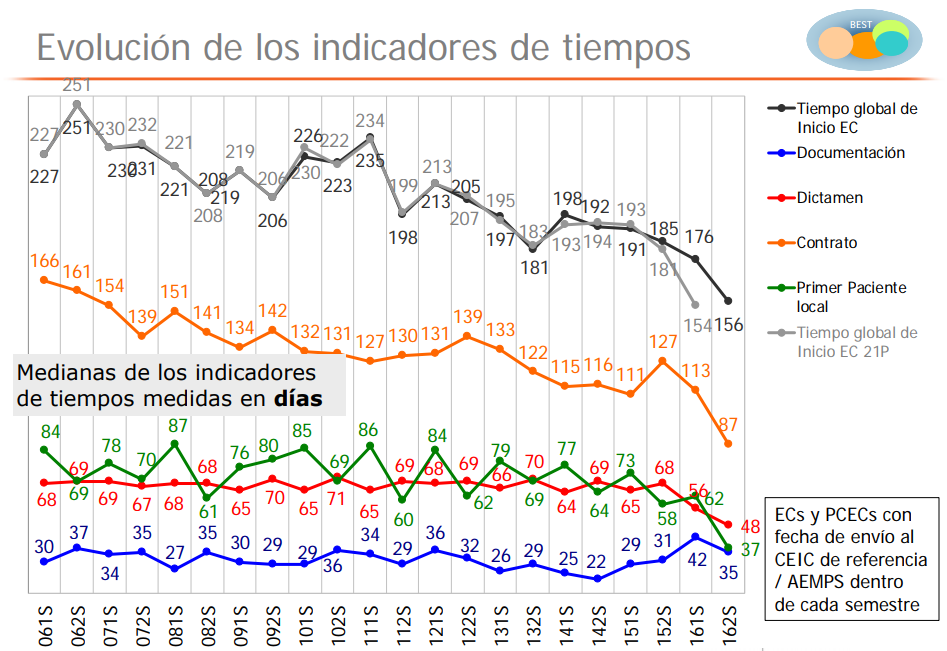 Evolución de los indicadores de tiempos
BEST
251
227 230 232 221 219 206 226 222 234 199 213 205 195 183 198 192 193 185 176
227 251 230 231 221 208 219 206 230 223 235 198 213 207 197 181 193 194 191 181 154 156
208
166 161 154 139 151 141 134 142 132 131 127 130 131 139 133 122 115 116 111 127 113 87
Medianas de los indicadores
de tiempos medidas en días
84 69 78 70 87 68 76 80 85 69 86 69 84 69 79 70 77 69 73 68 56 62
68 69 69 67 68 61 65 70 65 71 65 60 68 62 66 69 64 64 65 58 48
37
30 37 34 35 27 35 30 29 29 36 34 29 36 32 26 29 25 22 29 31 42 35
061S 062S 071S 072S 081S 082S 091S 092S 101S 102S 111S 112S 121S 122S 131S 132S 141S 142S 151S 152S 161S 162S
Tiempo global de
Inicio EC
Documentación
Dictamen
Contrato
Primer Paciente
local
Tiempo global de
Inicio EC 21P
ECs y PCECs con
fecha de envío al
CEIC de referencia
/ AEMPS dentro
de cada semestre